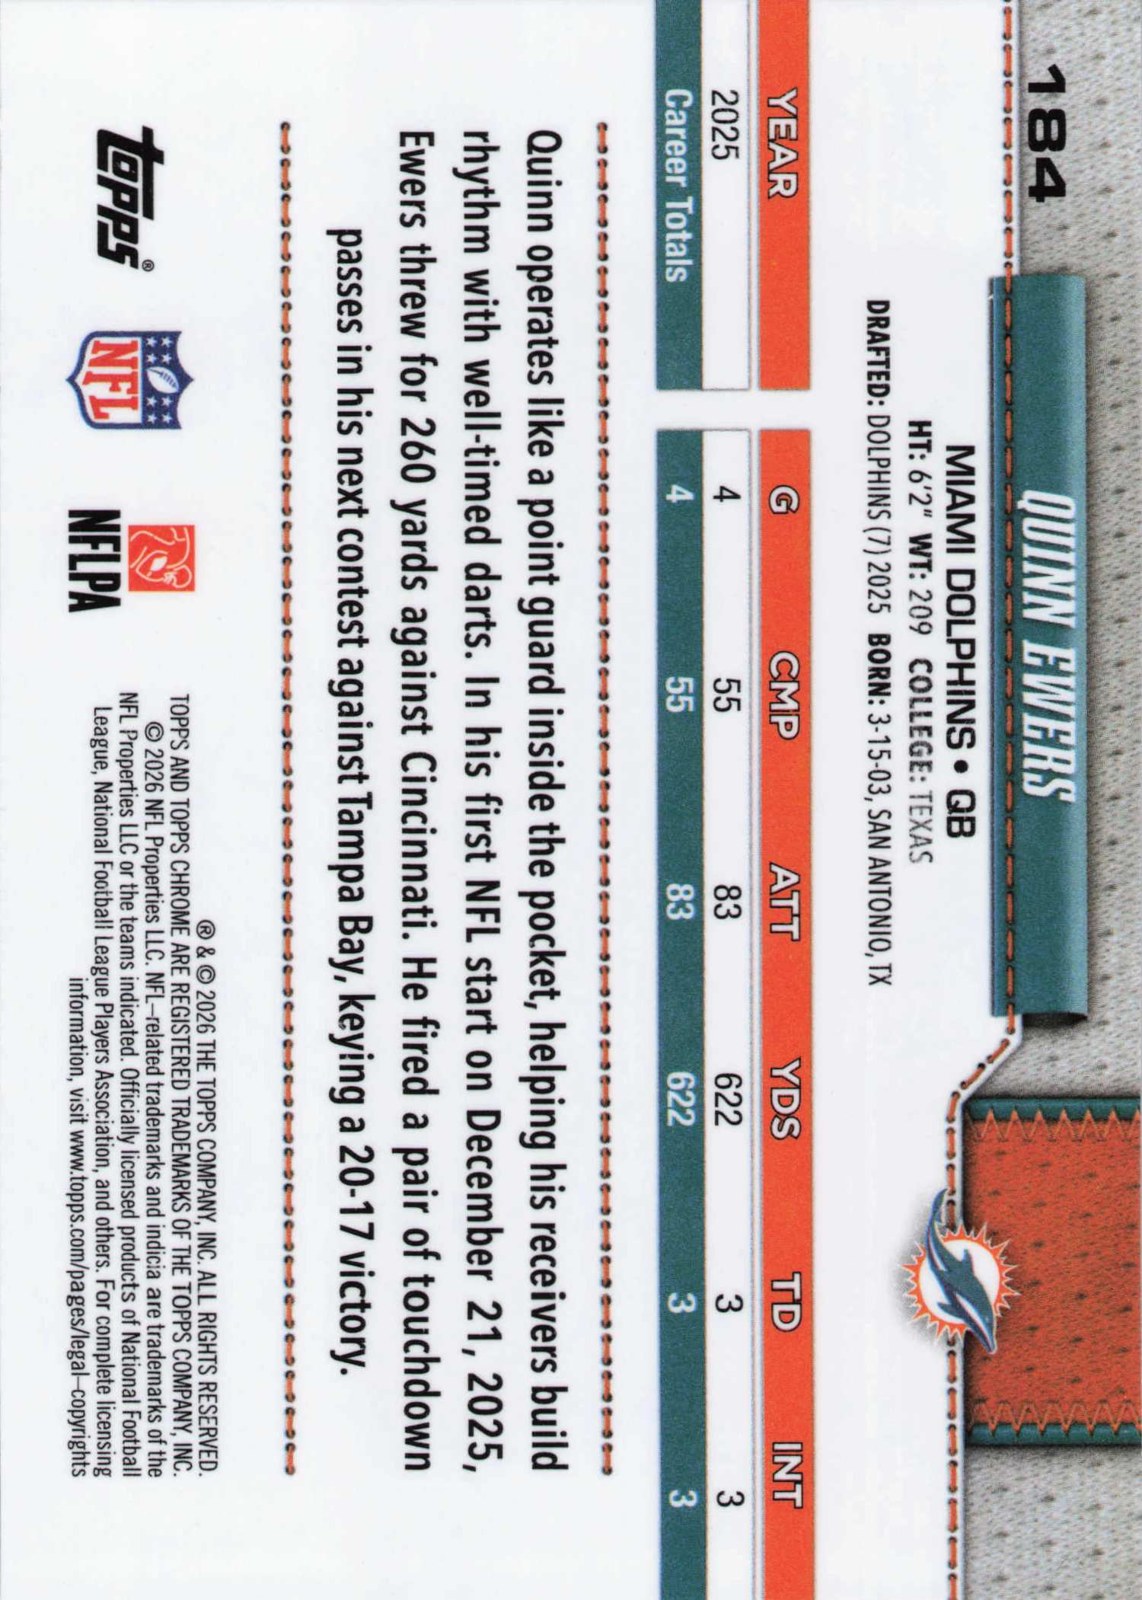 184
QUINN EWERS
MIAMI DOLPHINS • QB
HT: 6'2" WT: 209 COLLEGE: TEXAS
DRAFTED: DOLPHINS (7) 2025 BORN: 3-15-03, SAN ANTONIO, TX
YEAR G CMP ATT YDS TD INT
2025 4 55 83 622 3 3
Career Totals 4 55 83 622 3 3
Quinn operates like a point guard inside the pocket, helping his receivers build
rhythm with well-timed darts. In his first NFL start on December 21, 2025,
Ewers threw for 260 yards against Cincinnati. He fired a pair of touchdown
passes in his next contest against Tampa Bay, keying a 20-17 victory.
topps®
NFL
NFLPA
® & © 2026 THE TOPPS COMPANY, INC. ALL RIGHTS RESERVED.
TOPPS AND TOPPS CHROME ARE REGISTERED TRADEMARKS OF THE TOPPS COMPANY, INC.
© 2026 NFL Properties LLC. NFL-related trademarks and indicia are trademarks of the
NFL Properties LLC or the teams indicated. Officially licensed products of National Football
League, National Football League Players Association, and others. For complete licensing
information, visit www.topps.com/pages/legal-copyrights